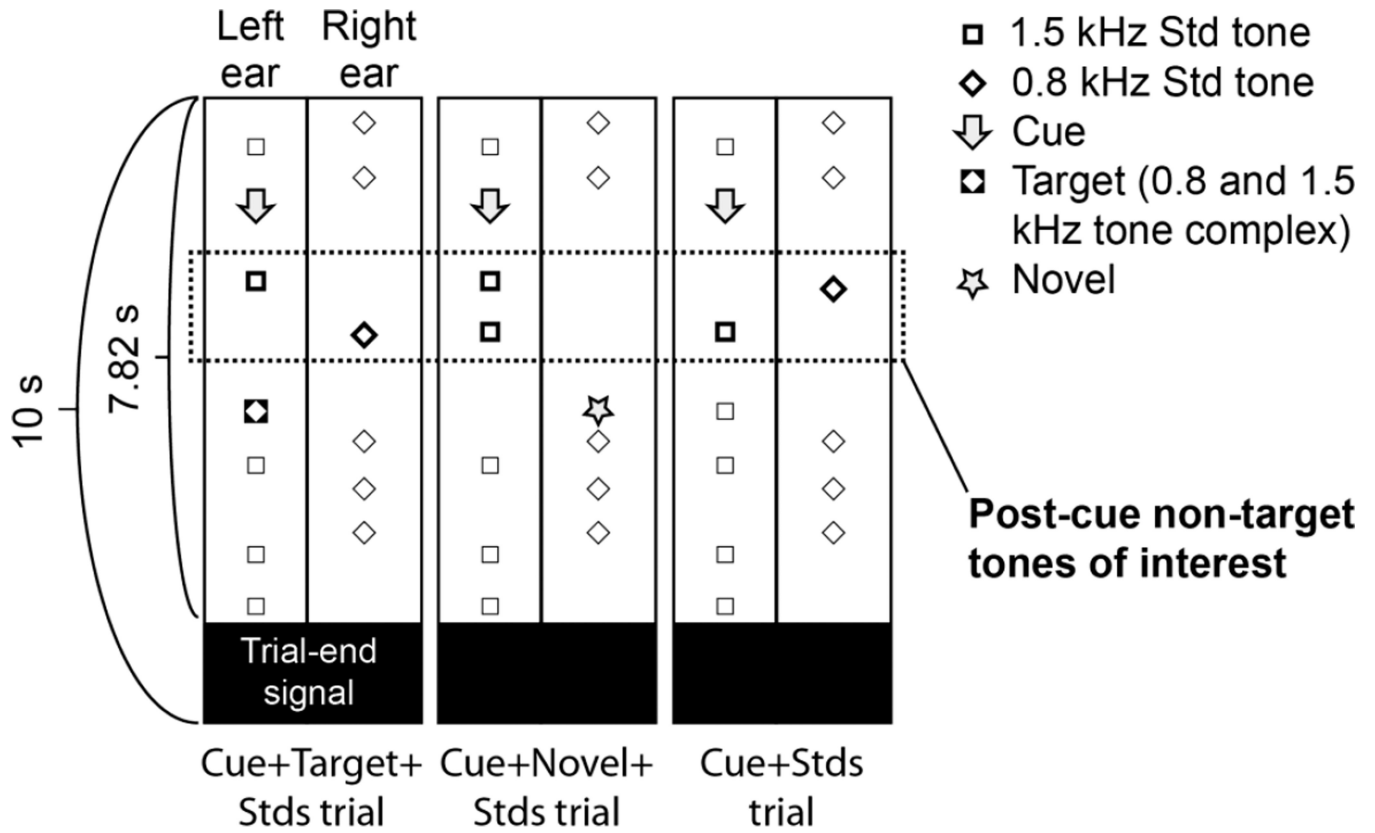 Left Right
ear ear
1.5 kHz Std tone
0.8 kHz Std tone
Cue
Target (0.8 and 1.5
kHz tone complex)
Novel
10 s
7.82 s
Post-cue non-target
tones of interest
Trial-end
signal
Cue+Target+
Stds trial
Cue+Novel+
Stds trial
Cue+Stds
trial